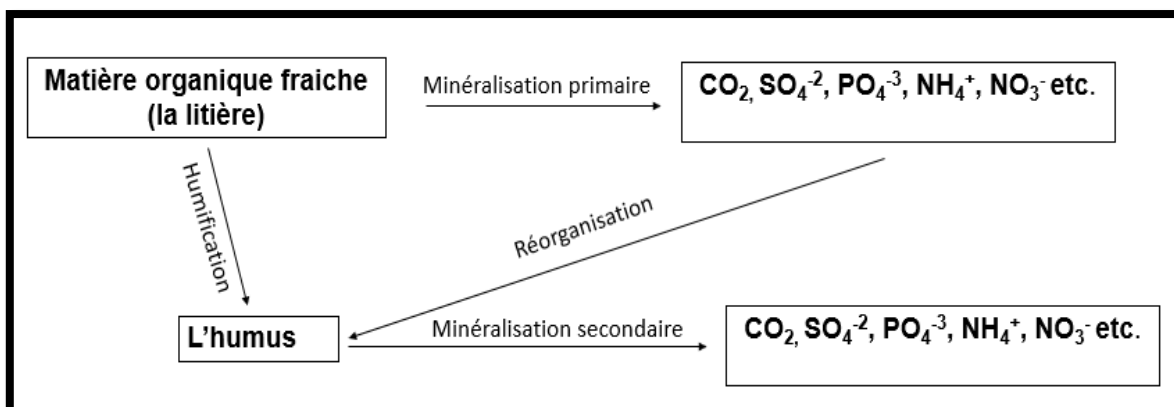 Matière organique fraiche
(la litière)
Minéralisation primaire
CO₂, SO₄⁻², PO₄⁻³, NH₄⁺, NO₃⁻ etc.
Humification
Réorganisation
L'humus
Minéralisation secondaire
CO₂, SO₄⁻², PO₄⁻³, NH₄⁺, NO₃⁻ etc.